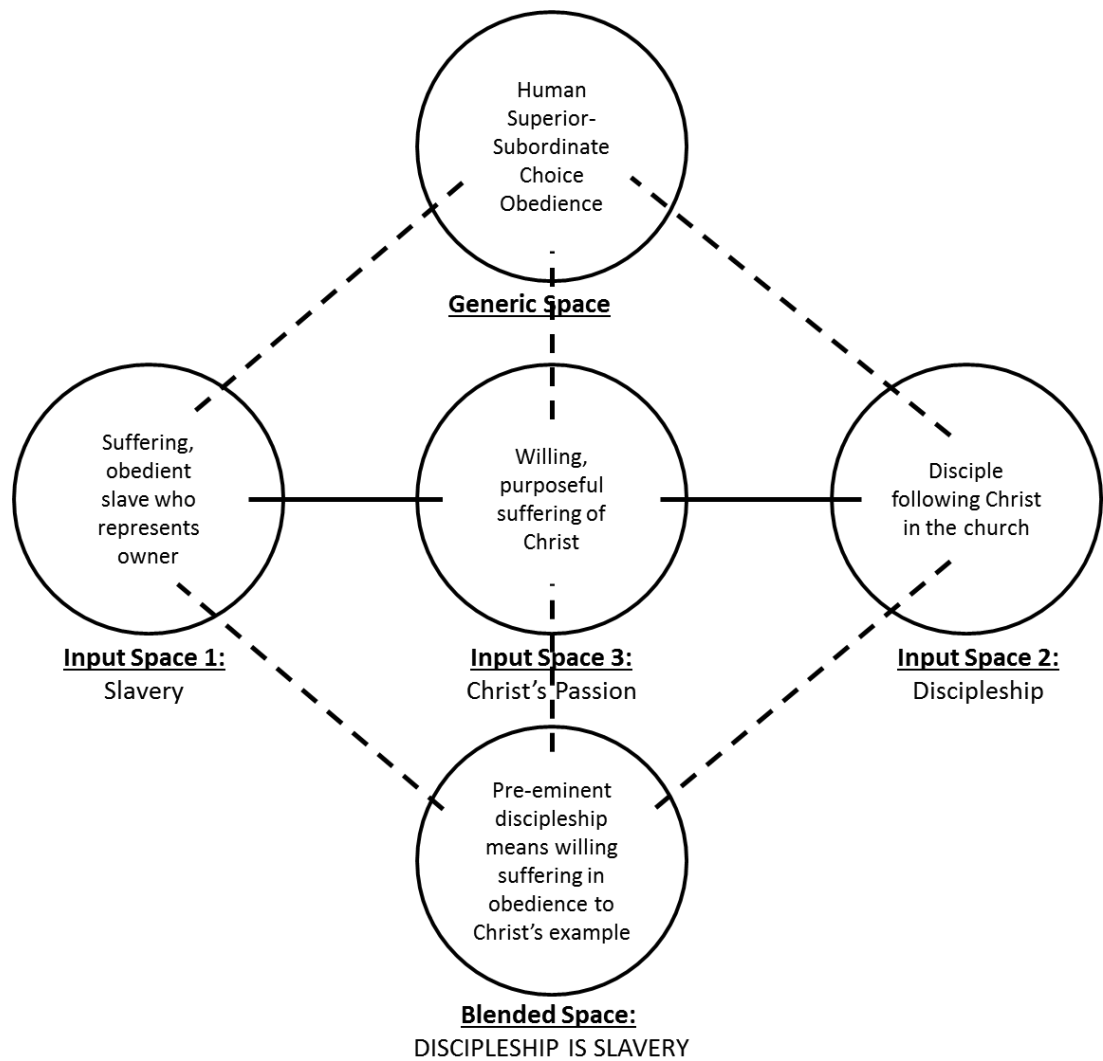 Human
Superior-
Subordinate
Choice
Obedience
Generic Space
Suffering,
obedient
slave who
represents
owner
Input Space 1:
Slavery
Willing,
purposeful
suffering of
Christ
Input Space 3:
Christ’s Passion
Disciple
following Christ
in the church
Input Space 2:
Discipleship
Pre-eminent
discipleship
means willing
suffering in
obedience to
Christ’s example
Blended Space:
DISCIPLESHIP IS SLAVERY